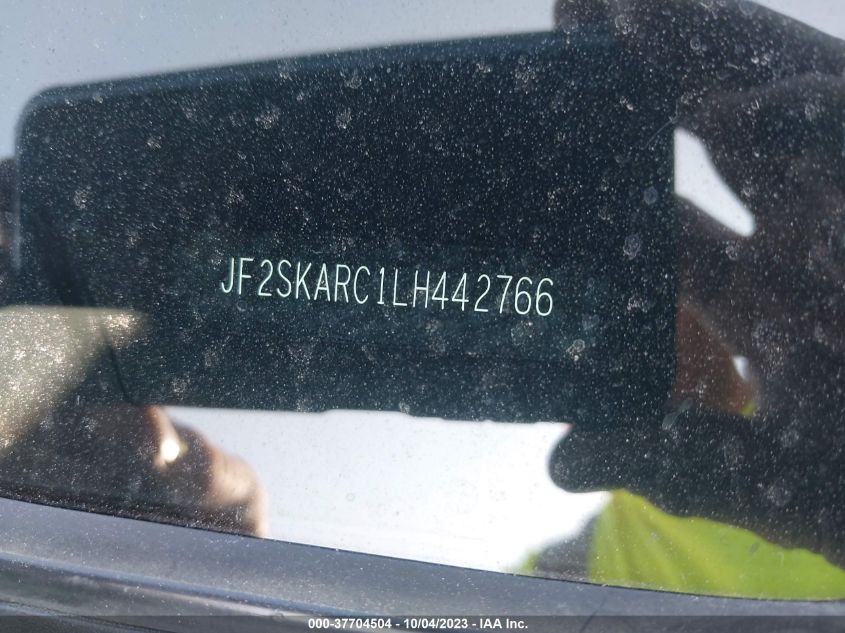 JF2SKARC1LH442766
000-37704504 - 10/04/2023 - IAA Inc.